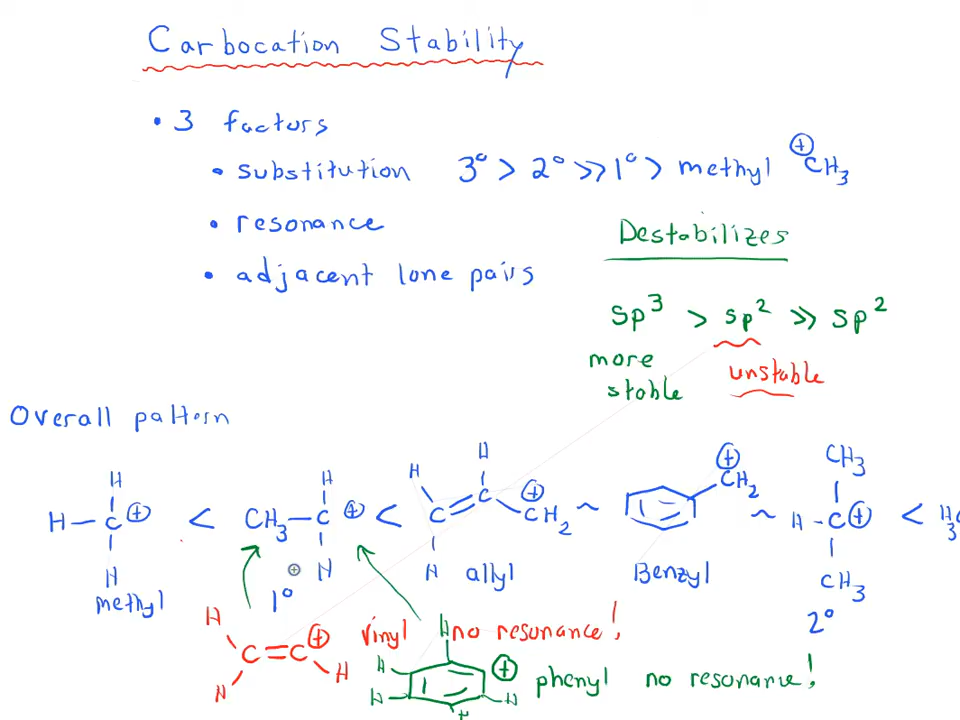 Carbocation Stability
• 3 factors
• substitution 3° > 2° >> 1° > methyl ⊕CH3
• resonance
• adjacent lone pairs
Destabilizes
sp3 > sp2 >> sp2
more stable
unstable
Overall pattern
H H CH3
H H H ⊕
H–C⊕ < CH3–C⊕ < C=C ⊕CH2 ~ CH2 ~ H–C⊕ < H3C
H H H allyl Benzyl CH3
methyl 1° 2°
H
C=C⊕ vinyl no resonance!
H H
H ⊕ phenyl no resonance!
H H
H H